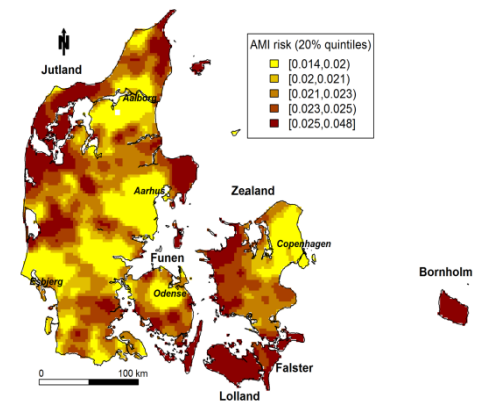 N
Jutland
AMI risk (20% quintiles)
[0.014,0.02)
[0.02,0.021)
[0.021,0.023)
[0.023,0.025)
[0.025,0.048]
Aalborg
Aarhus
Zealand
Copenhagen
Funen
Esbjerg
Odense
Bornholm
0 100 km
Falster
Lolland